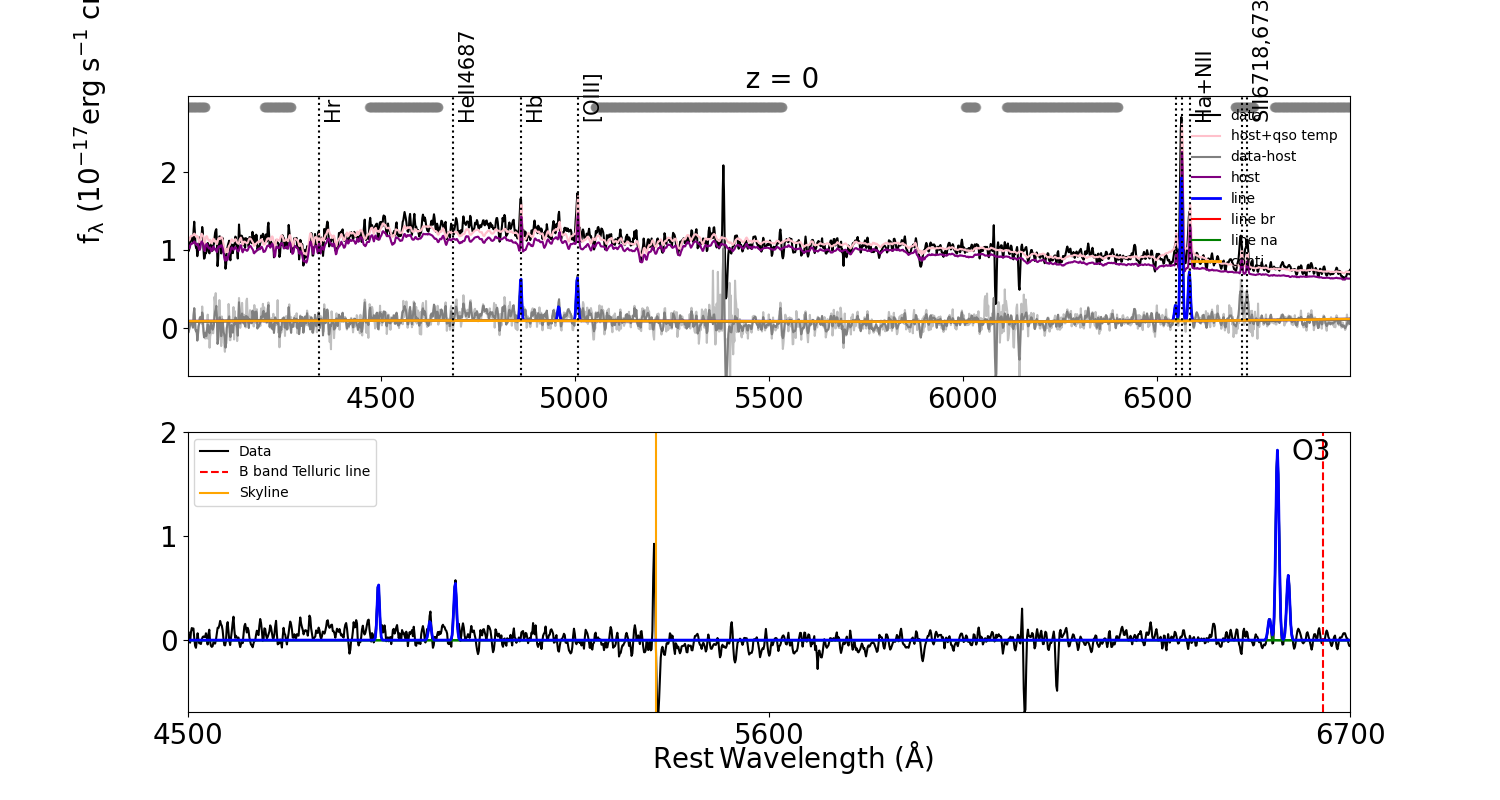 z = 0
fλ (10−17erg s−1 c
Hr
HeII4687
Hb
[OIII]
Ha+NII
SII6718,673
data
host+qso temp
data-host
host
line
line br
line na
conti
2
1
0
4500 5000 5500 6000 6500
Data
B band Telluric line
Skyline
O3
2
1
0
4500 5600 6700
Rest Wavelength (Å)